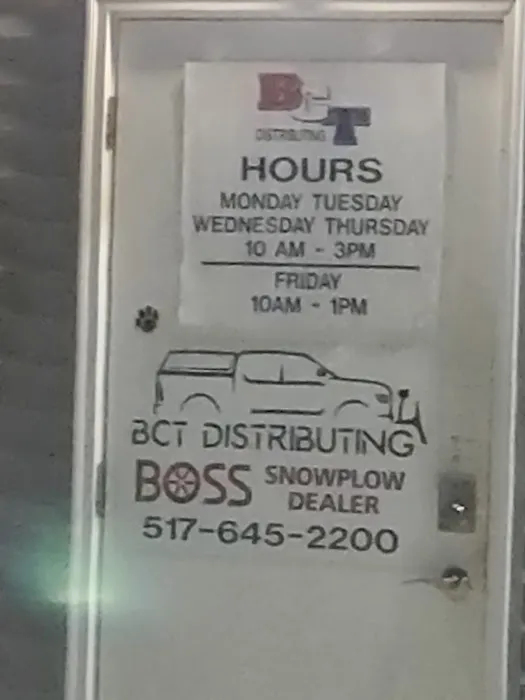 BCT
DISTRIBUTING
HOURS
MONDAY TUESDAY
WEDNESDAY THURSDAY
10 AM - 3PM
FRIDAY
10AM - 1PM
BCT DISTRIBUTING
BOSS SNOWPLOW
DEALER
517-645-2200